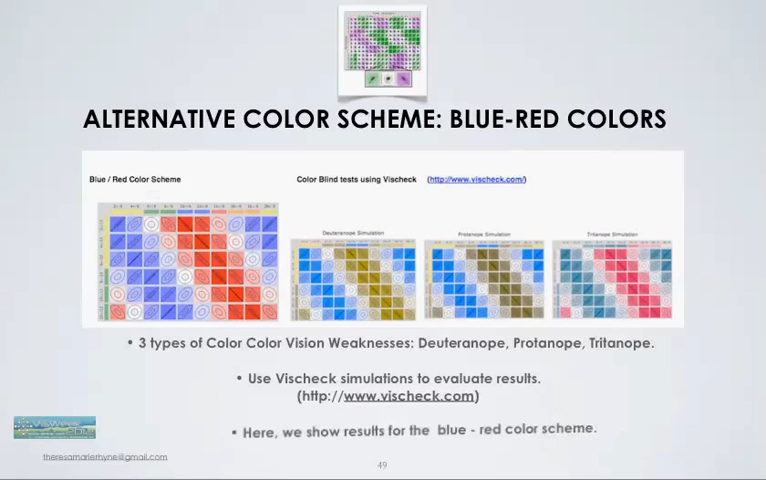 ALTERNATIVE COLOR SCHEME: BLUE-RED COLORS
Blue / Red Color Scheme
Color Blind tests using Vischeck (http://www.vischeck.com/)
Deuteranope Simulation
Protanope Simulation
Tritanope Simulation
• 3 types of Color Color Vision Weaknesses: Deuteranope, Protanope, Tritanope.
• Use Vischeck simulations to evaluate results.
(http://www.vischeck.com)
• Here, we show results for the blue - red color scheme.
theresamarierhyne@gmail.com
49